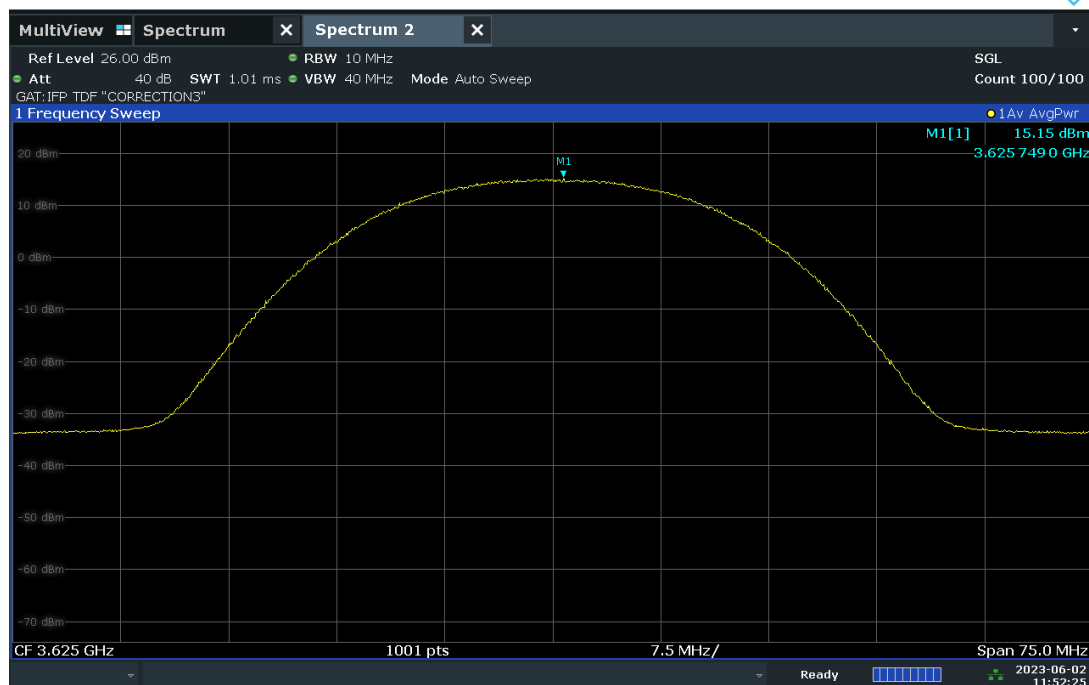 MultiView Spectrum X Spectrum 2 X
Ref Level 26.00 dBm RBW 10 MHz SGL
Att 40 dB SWT 1.01 ms VBW 40 MHz Mode Auto Sweep Count 100/100
GAT:IFP TDF "CORRECTION3"
1 Frequency Sweep 1Av AvgPwr
M1[1] 15.15 dBm
3.625 749 0 GHz
20 dBm
M1
10 dBm
0 dBm
-10 dBm
-20 dBm
-30 dBm
-40 dBm
-50 dBm
-60 dBm
-70 dBm
CF 3.625 GHz 1001 pts 7.5 MHz/ Span 75.0 MHz
Ready 2023-06-02
11:52:25